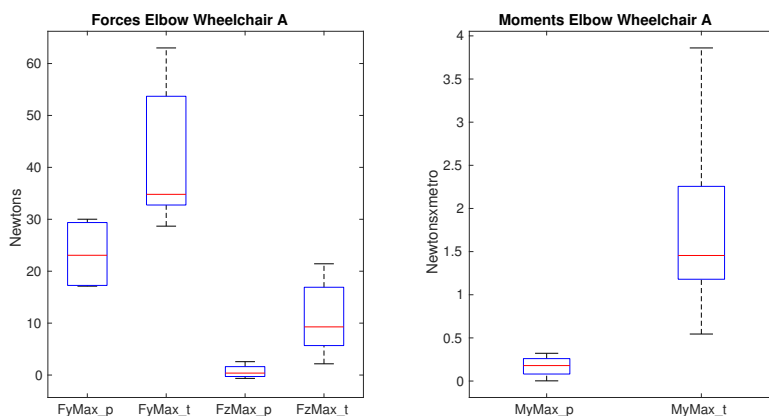 Forces Elbow Wheelchair A
Newtons
60
50
40
30
20
10
0
FyMax_p FyMax_t FzMax_p FzMax_t
Moments Elbow Wheelchair A
Newtonsxmetro
4
3.5
3
2.5
2
1.5
1
0.5
0
MyMax_p MyMax_t